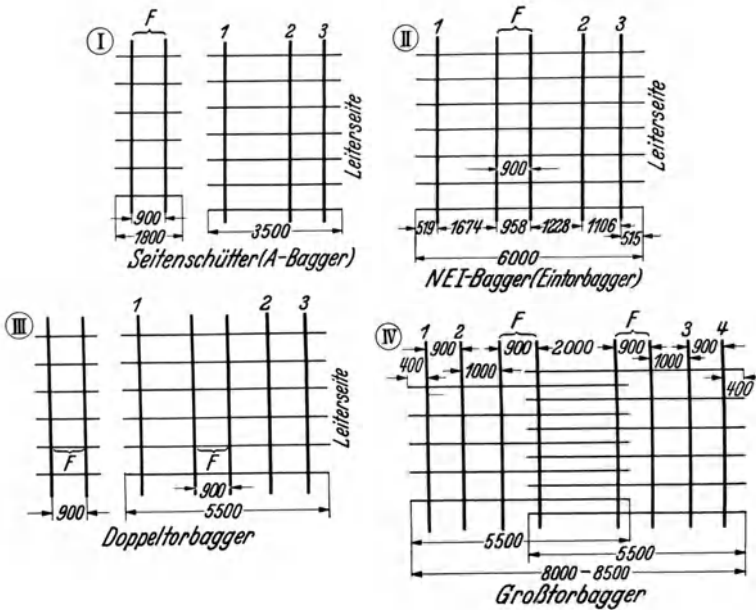 I
F
1 2 3
Leiterseite
900
1800
3500
Seitenschütter (A-Bagger)
II
1 F 2 3
Leiterseite
900
519 1674 958 1228 1106 515
6000
NEI-Bagger (Eintorbagger)
III
1 2 3
Leiterseite
F F
900 900
5500
Doppeltorbagger
IV
1 2 F F 3 4
900 900 2000 900 900
400 1000 1000 400
5500
5500
8000 – 8500
Großtorbagger